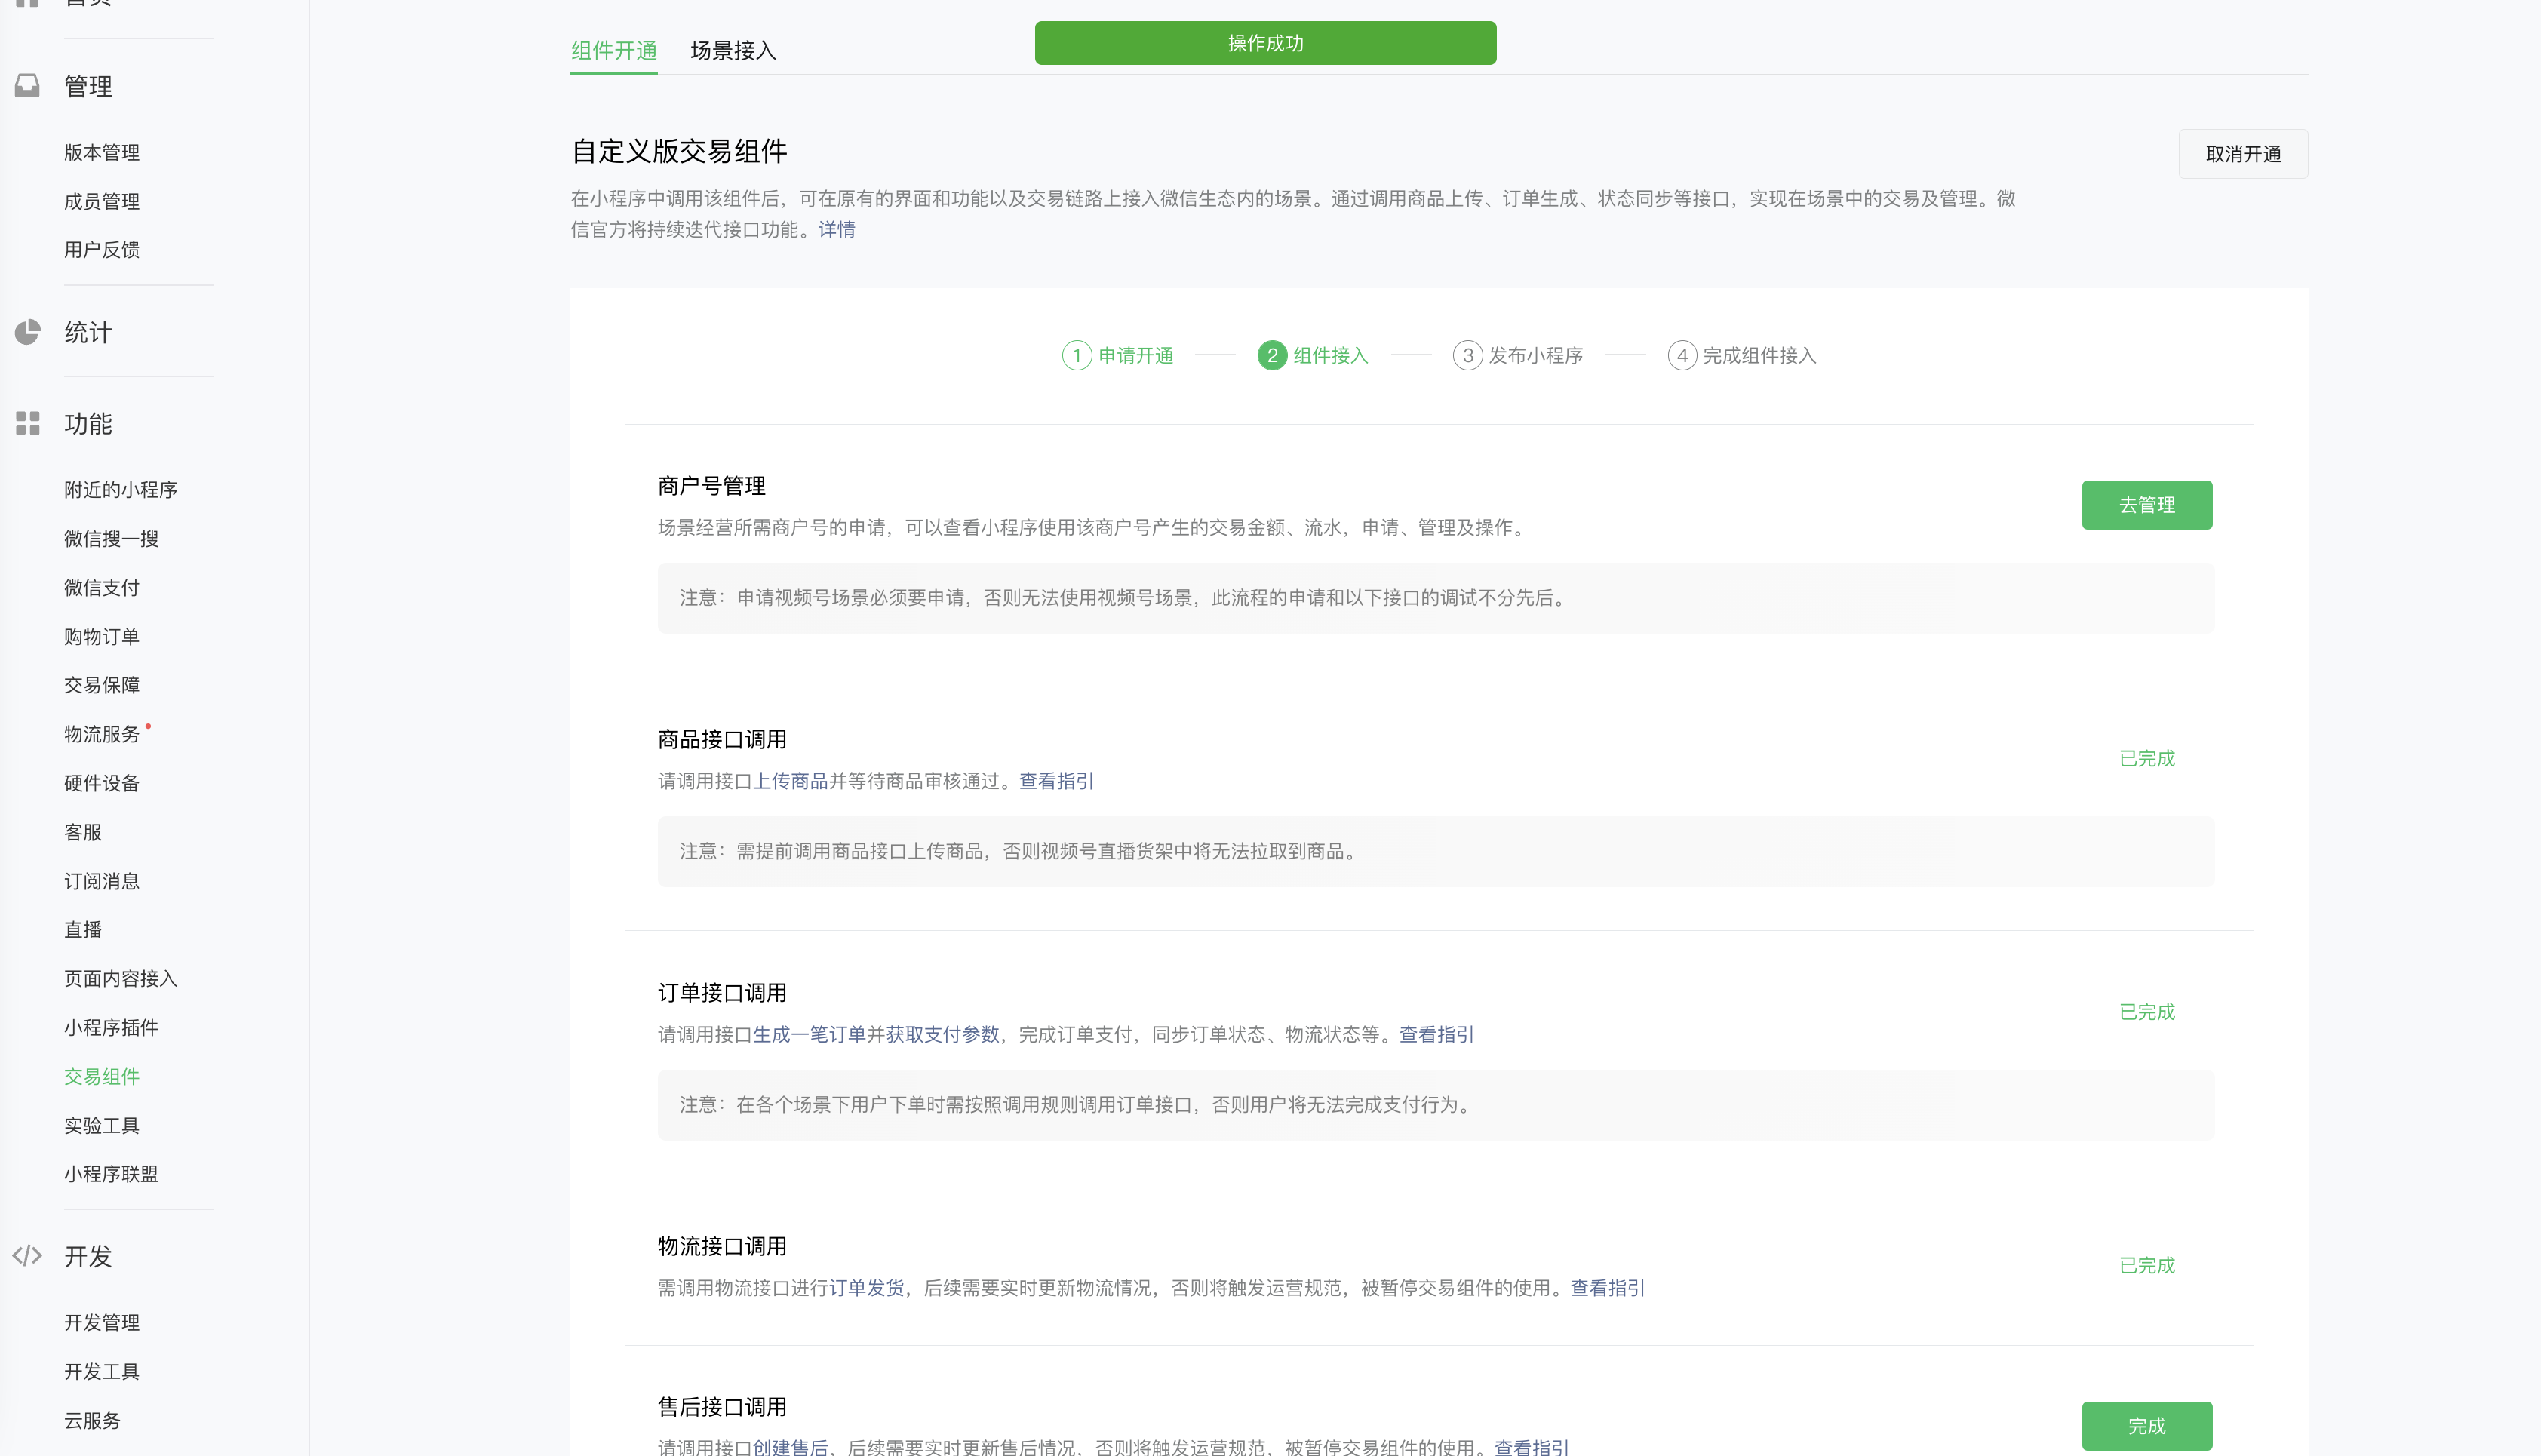 首页
管理
版本管理
成员管理
用户反馈
统计
功能
附近的小程序
微信搜一搜
微信支付
购物订单
交易保障
物流服务
硬件设备
客服
订阅消息
直播
页面内容接入
小程序插件
交易组件
实验工具
小程序联盟
开发
开发管理
开发工具
云服务
组件开通 场景接入
操作成功
自定义版交易组件
取消开通
在小程序中调用该组件后，可在原有的界面和功能以及交易链路上接入微信生态内的场景。通过调用商品上传、订单生成、状态同步等接口，实现在场景中的交易及管理。微
信官方将持续迭代接口功能。详情
1 申请开通 2 组件接入 3 发布小程序 4 完成组件接入
商户号管理
去管理
场景经营所需商户号的申请，可以查看小程序使用该商户号产生的交易金额、流水，申请、管理及操作。
注意：申请视频号场景必须要申请，否则无法使用视频号场景，此流程的申请和以下接口的调试不分先后。
商品接口调用
已完成
请调用接口上传商品并等待商品审核通过。查看指引
注意：需提前调用商品接口上传商品，否则视频号直播货架中将无法拉取到商品。
订单接口调用
已完成
请调用接口生成一笔订单并获取支付参数，完成订单支付，同步订单状态、物流状态等。查看指引
注意：在各个场景下用户下单时需按照调用规则调用订单接口，否则用户将无法完成支付行为。
物流接口调用
已完成
需调用物流接口进行订单发货，后续需要实时更新物流情况，否则将触发运营规范，被暂停交易组件的使用。查看指引
售后接口调用
完成
请调用接口创建售后，后续需要实时更新售后情况，否则将触发运营规范，被暂停交易组件的使用。查看指引